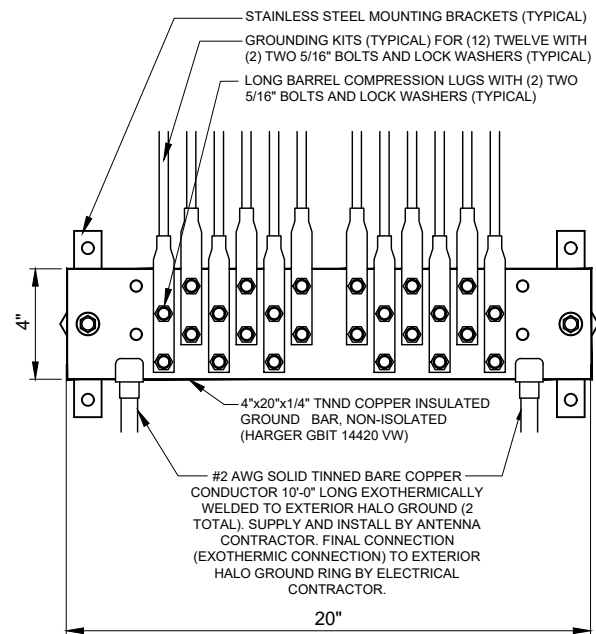 STAINLESS STEEL MOUNTING BRACKETS (TYPICAL)
GROUNDING KITS (TYPICAL) FOR (12) TWELVE WITH
(2) TWO 5/16" BOLTS AND LOCK WASHERS (TYPICAL)
LONG BARREL COMPRESSION LUGS WITH (2) TWO
5/16" BOLTS AND LOCK WASHERS (TYPICAL)
4"
4"x20"x1/4" TNND COPPER INSULATED
GROUND BAR, NON-ISOLATED
(HARGER GBIT 14420 VW)
#2 AWG SOLID TINNED BARE COPPER
CONDUCTOR 10'-0" LONG EXOTHERMICALLY
WELDED TO EXTERIOR HALO GROUND (2
TOTAL). SUPPLY AND INSTALL BY ANTENNA
CONTRACTOR. FINAL CONNECTION
(EXOTHERMIC CONNECTION) TO EXTERIOR
HALO GROUND RING BY ELECTRICAL
CONTRACTOR.
20"